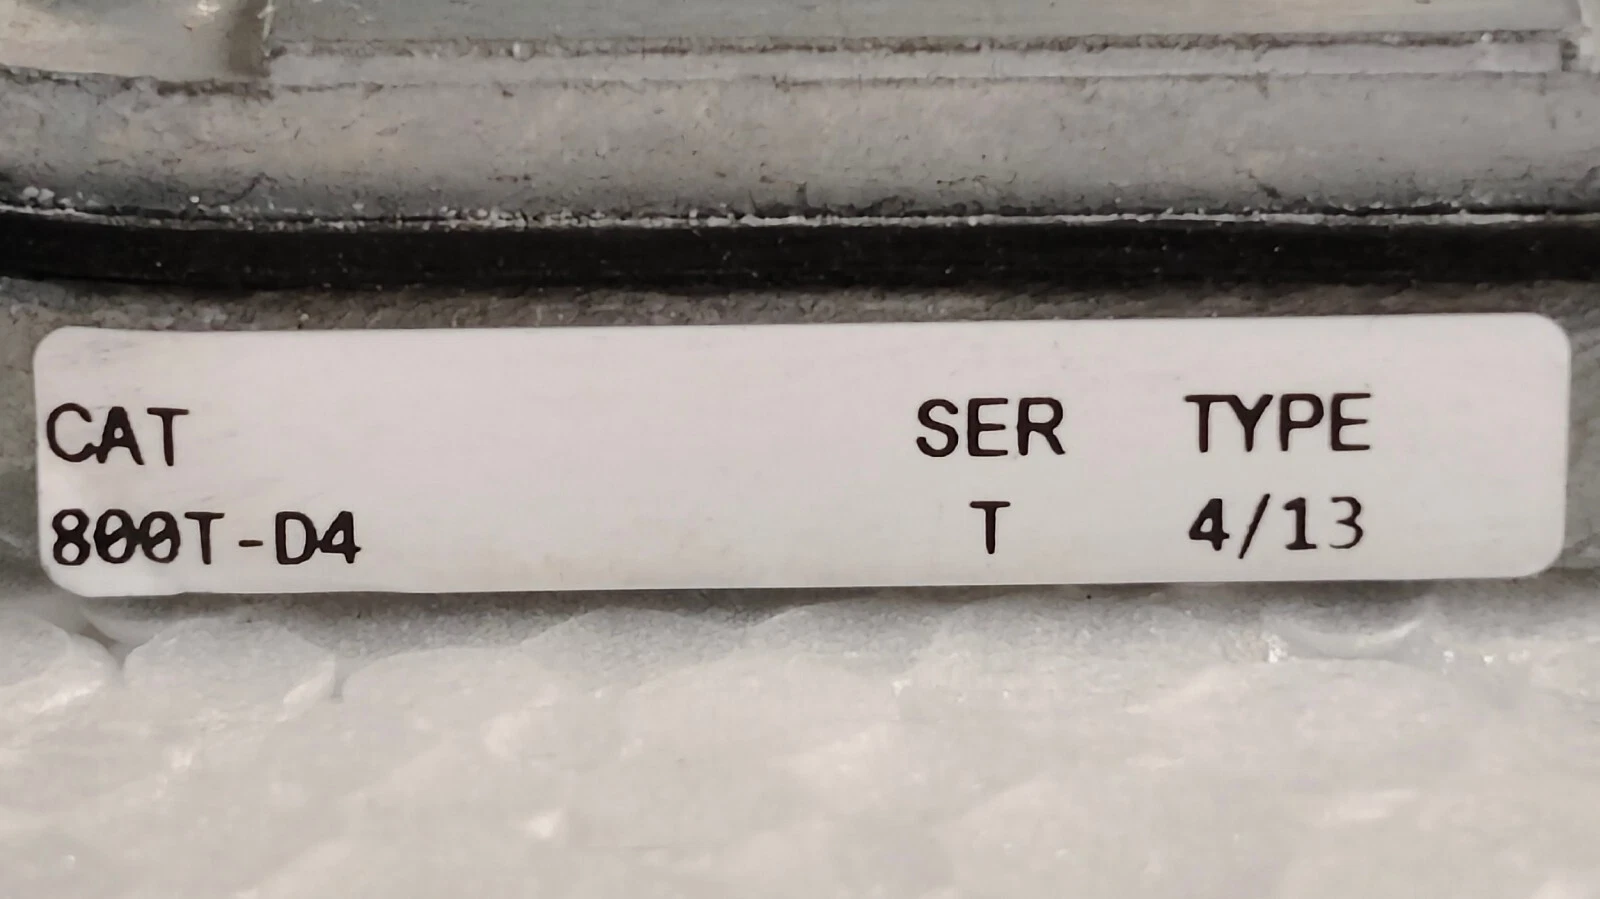 CAT SER TYPE
800T-D4 T 4/13